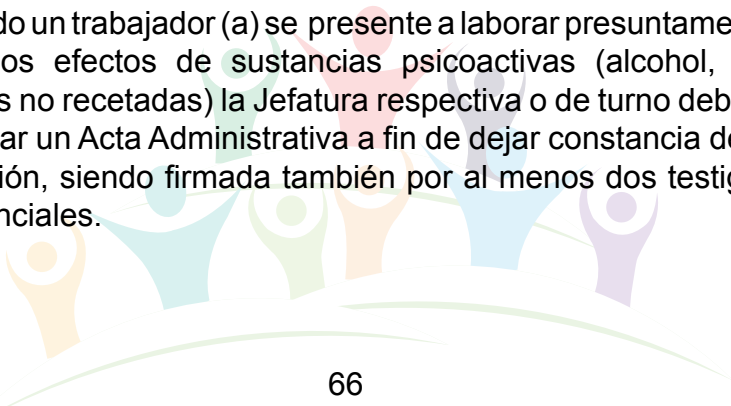 do un trabajador (a) se presente a laborar presuntame
os efectos de sustancias psicoactivas (alcohol,
s no recetadas) la Jefatura respectiva o de turno deb
ar un Acta Administrativa a fin de dejar constancia de
ión, siendo firmada también por al menos dos testig
nciales.
66